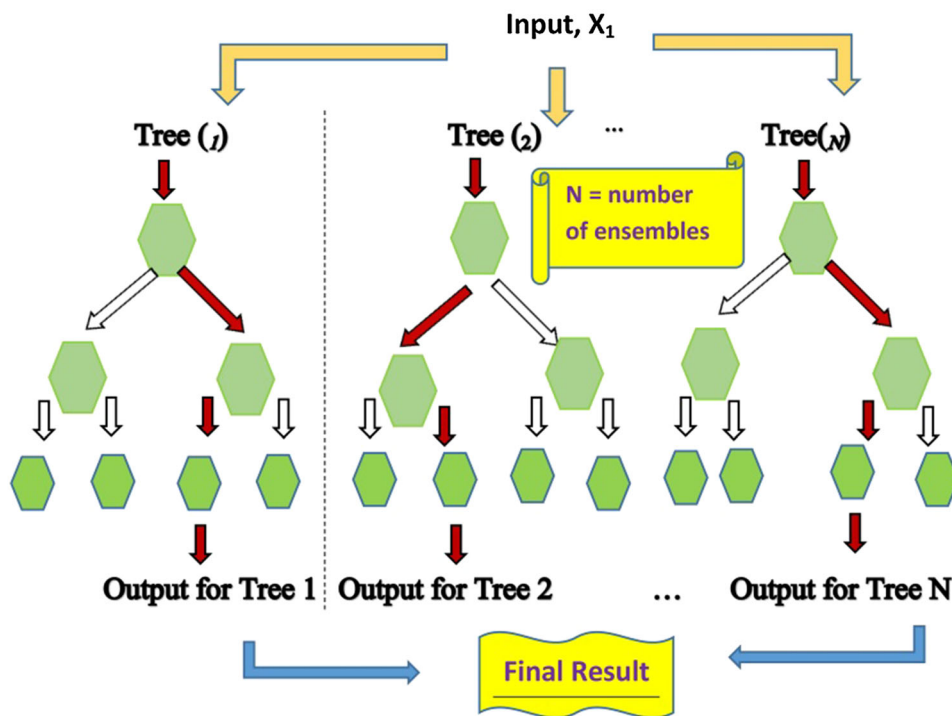 Input, X₁
Tree (₁)
Tree (₂)
...
Tree(N)
N = number
of ensembles
Output for Tree 1
Output for Tree 2
...
Output for Tree N
Final Result